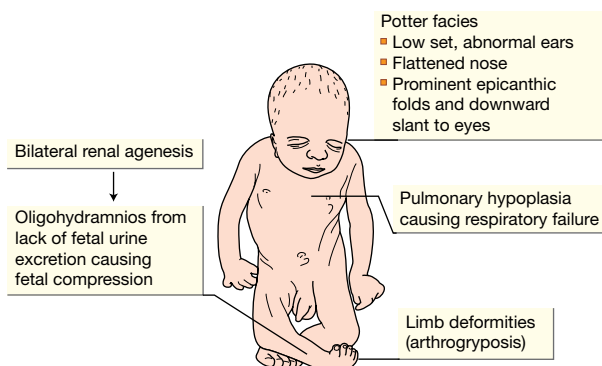 Potter facies
Low set, abnormal ears
Flattened nose
Prominent epicanthic
folds and downward
slant to eyes
Bilateral renal agenesis
Oligohydramnios from
lack of fetal urine
excretion causing
fetal compression
Pulmonary hypoplasia
causing respiratory failure
Limb deformities
(arthrogryposis)